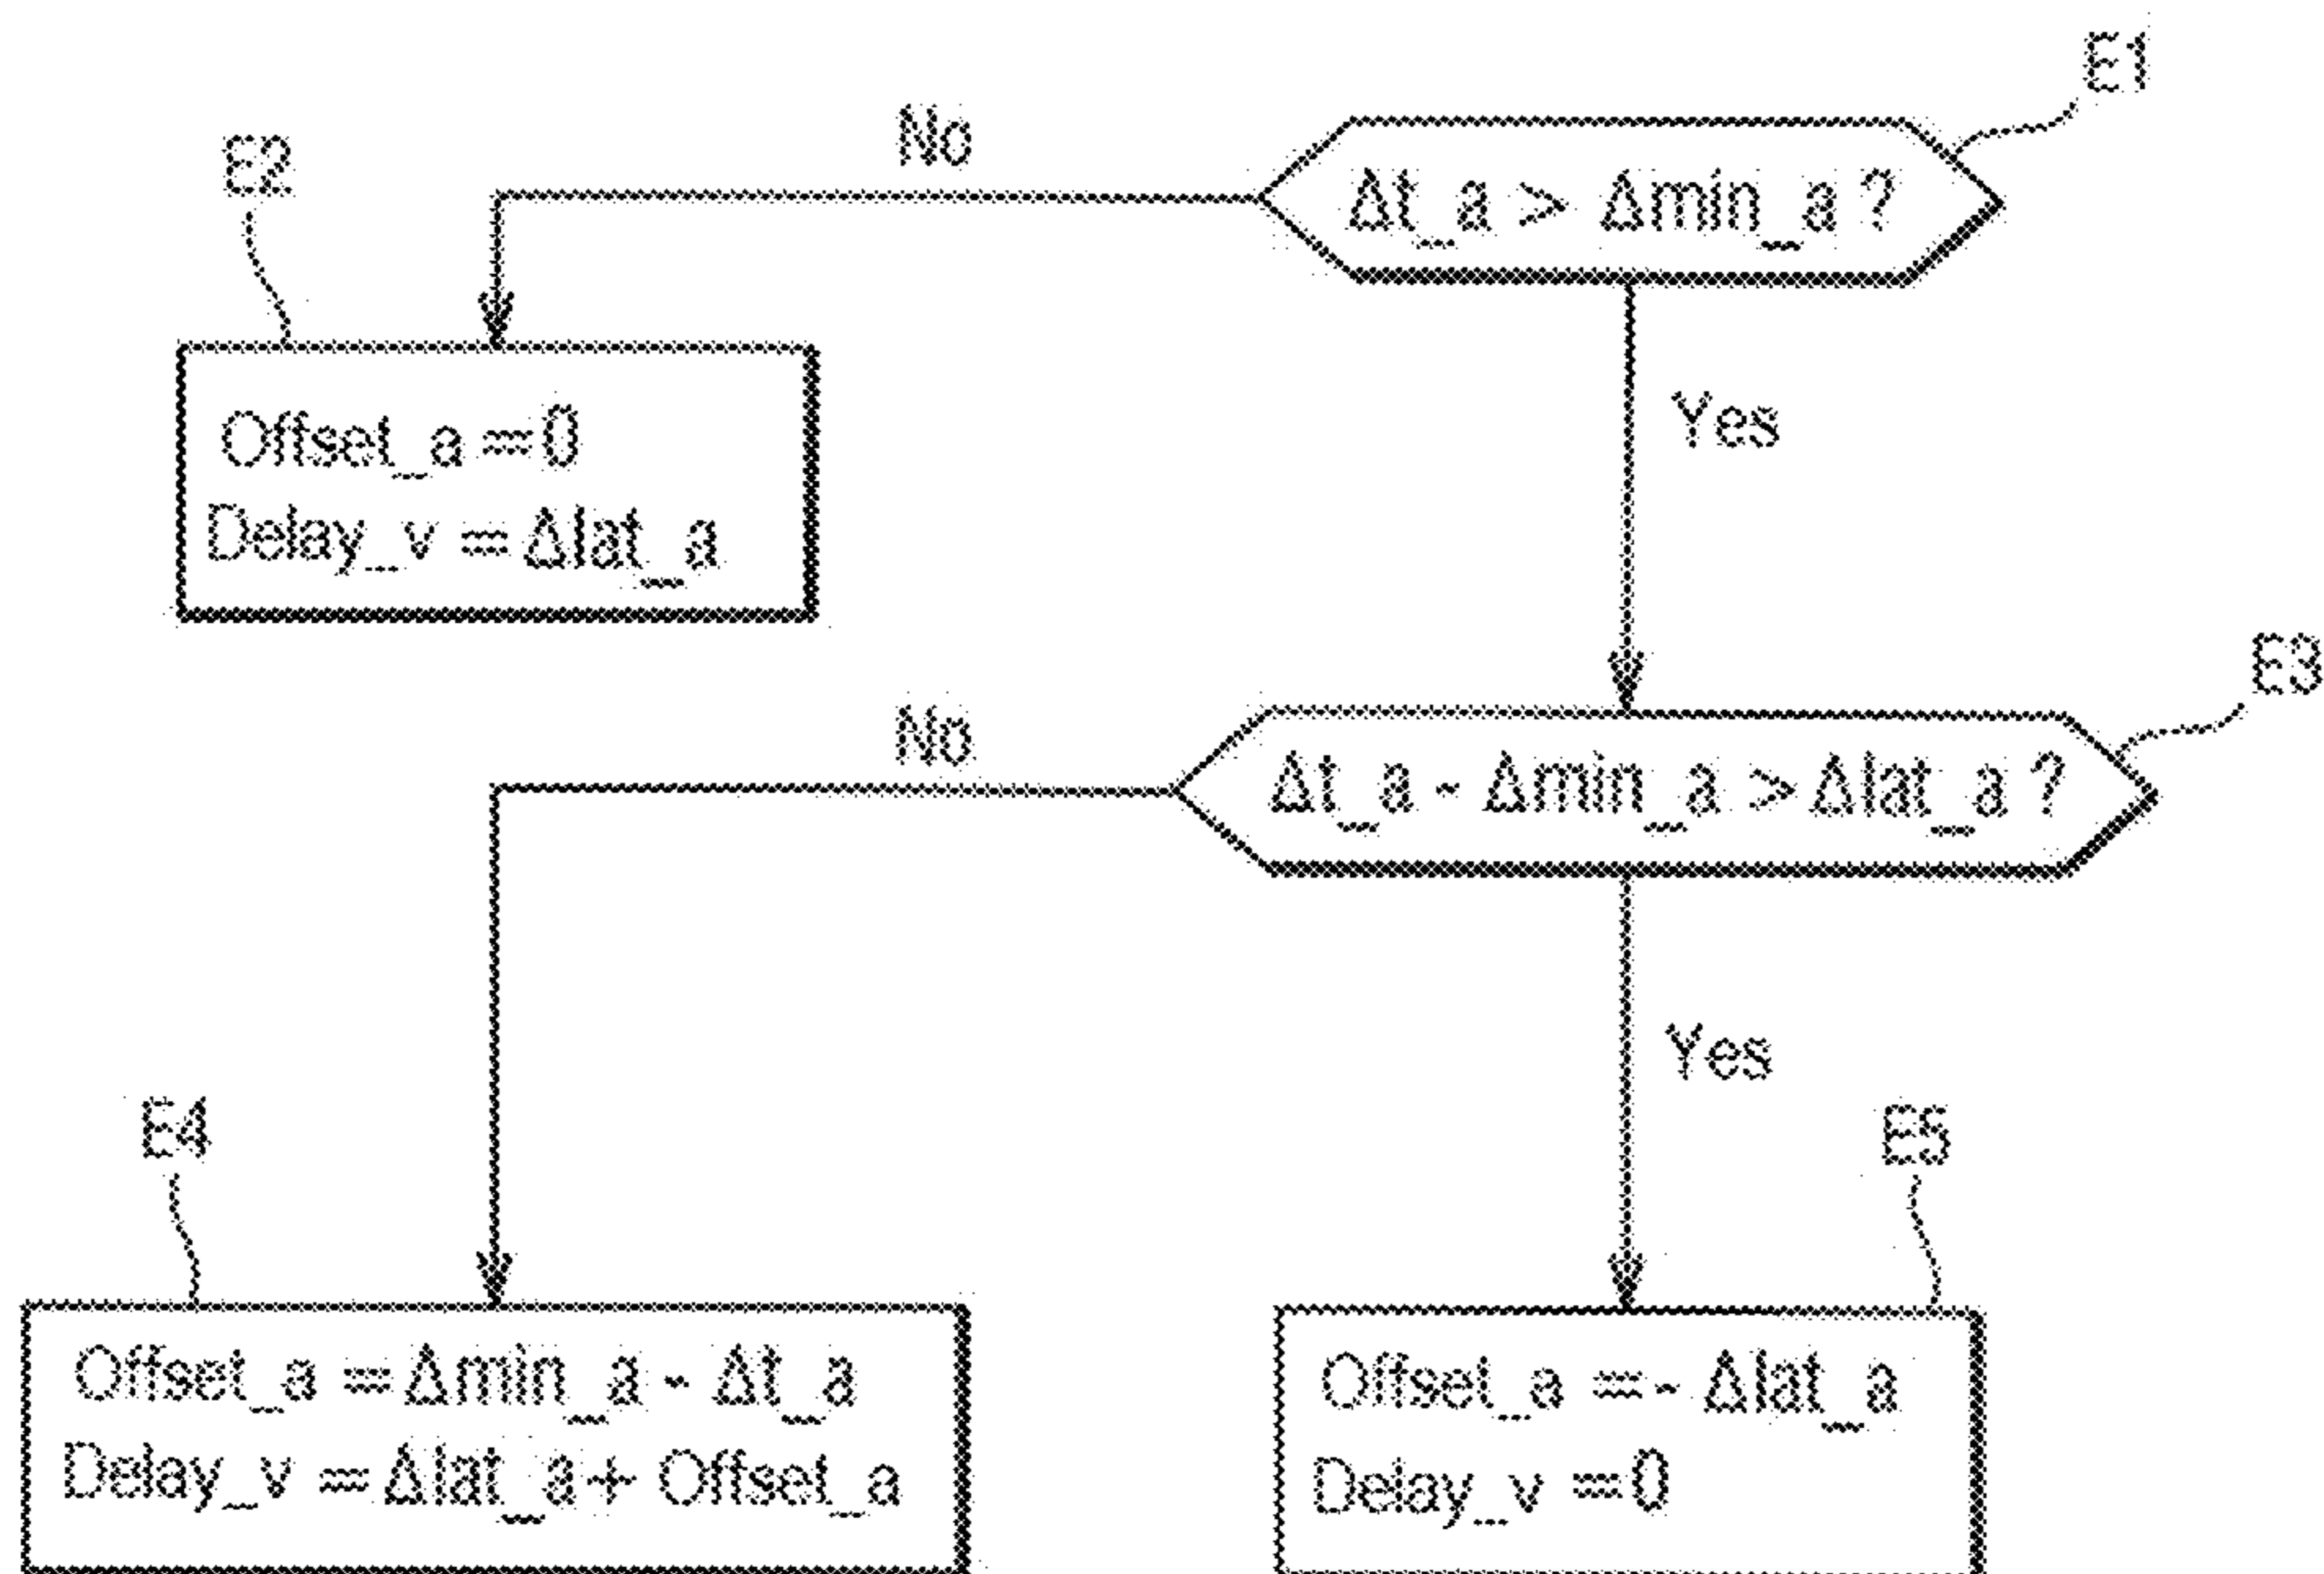 E1
No
E2
Δt_a > Δmin_a ?
Yes
Offset_a = 0
Delay_v = Δlat_a
E3
No
Δt_a - Δmin_a > Δlat_a ?
Yes
E4
E5
Offset_a = Δmin_a - Δt_a
Delay_v = Δlat_a + Offset_a
Offset_a = - Δlat_a
Delay_v = 0